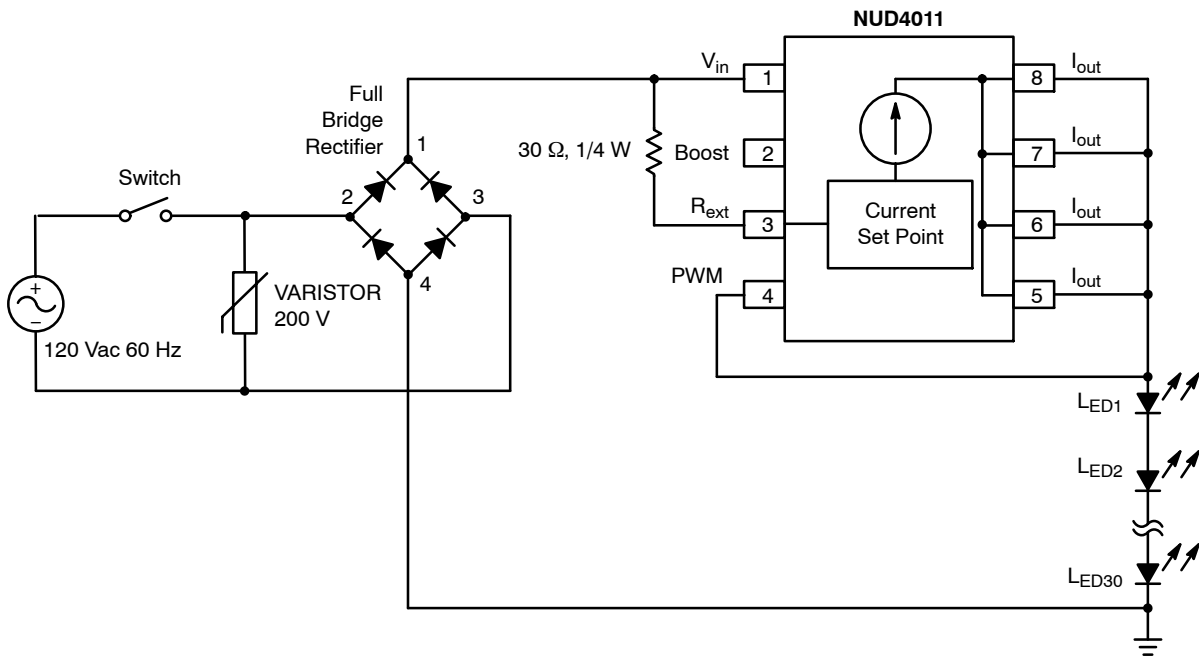 NUD4011
V_in
1
8
I_out
Full
Bridge
Rectifier
1
30 Ω, 1/4 W
Boost
2
7
I_out
Switch
2
3
R_ext
3
Current
Set Point
6
I_out
4
PWM
4
5
I_out
+
−
VARISTOR
200 V
120 Vac 60 Hz
L_ED1
L_ED2
L_ED30